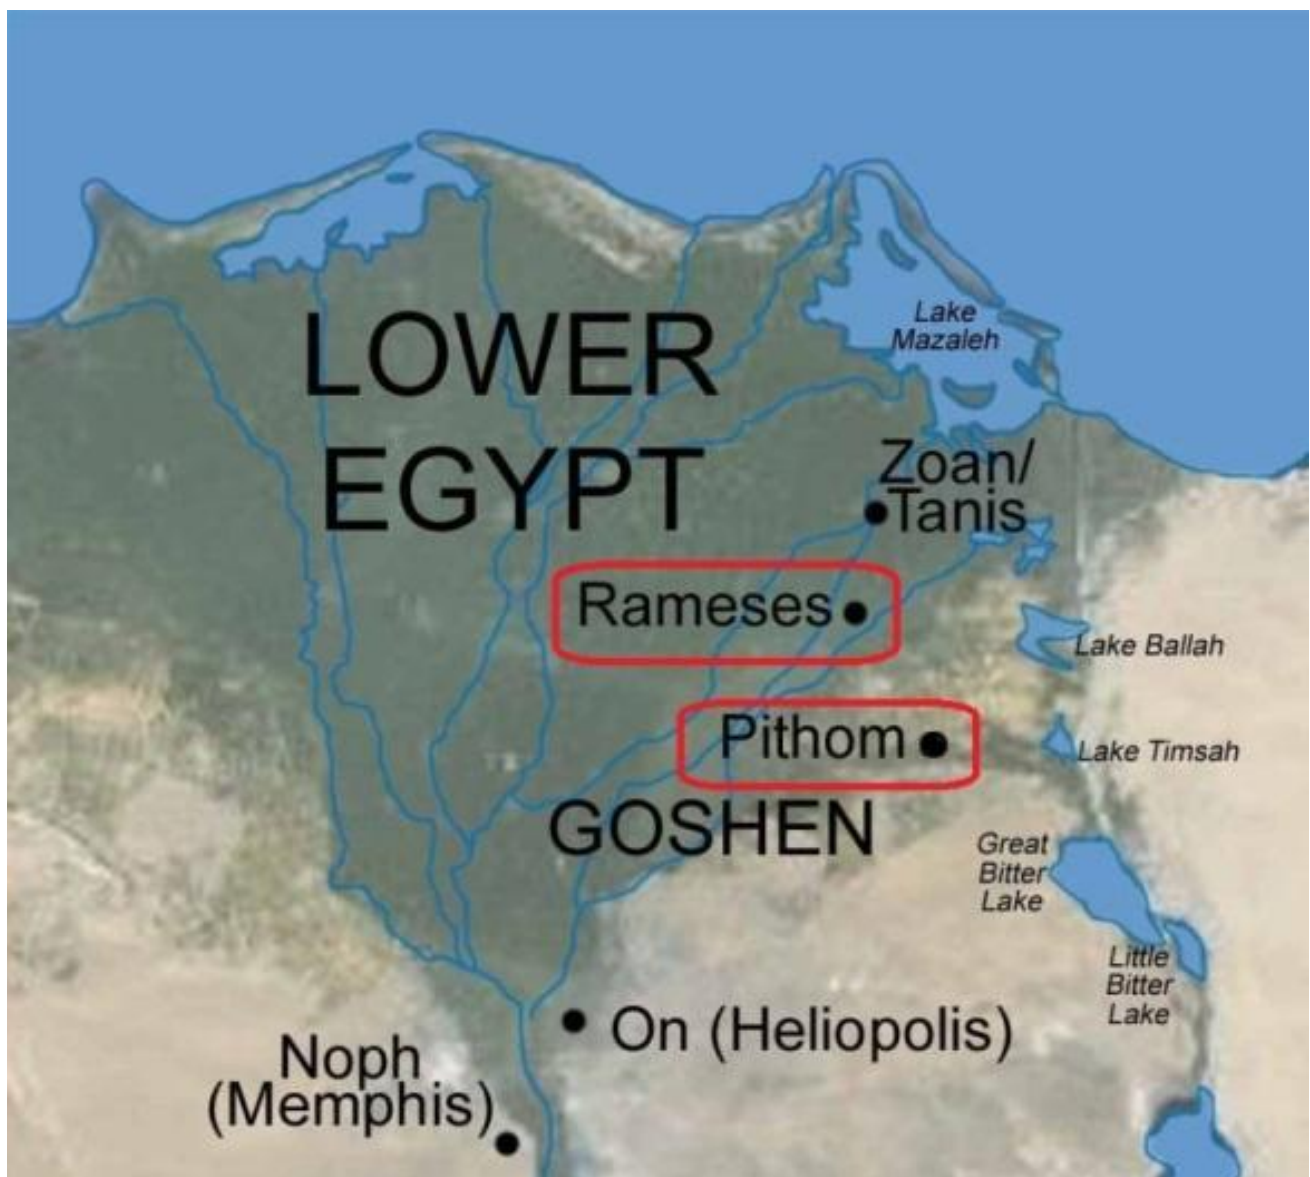 LOWER
EGYPT
Lake
Mazaleh
Zoan/
Tanis
Rameses
Lake Ballah
Pithom
Lake Timsah
GOSHEN
Great
Bitter
Lake
Little
Bitter
Lake
On (Heliopolis)
Noph
(Memphis)